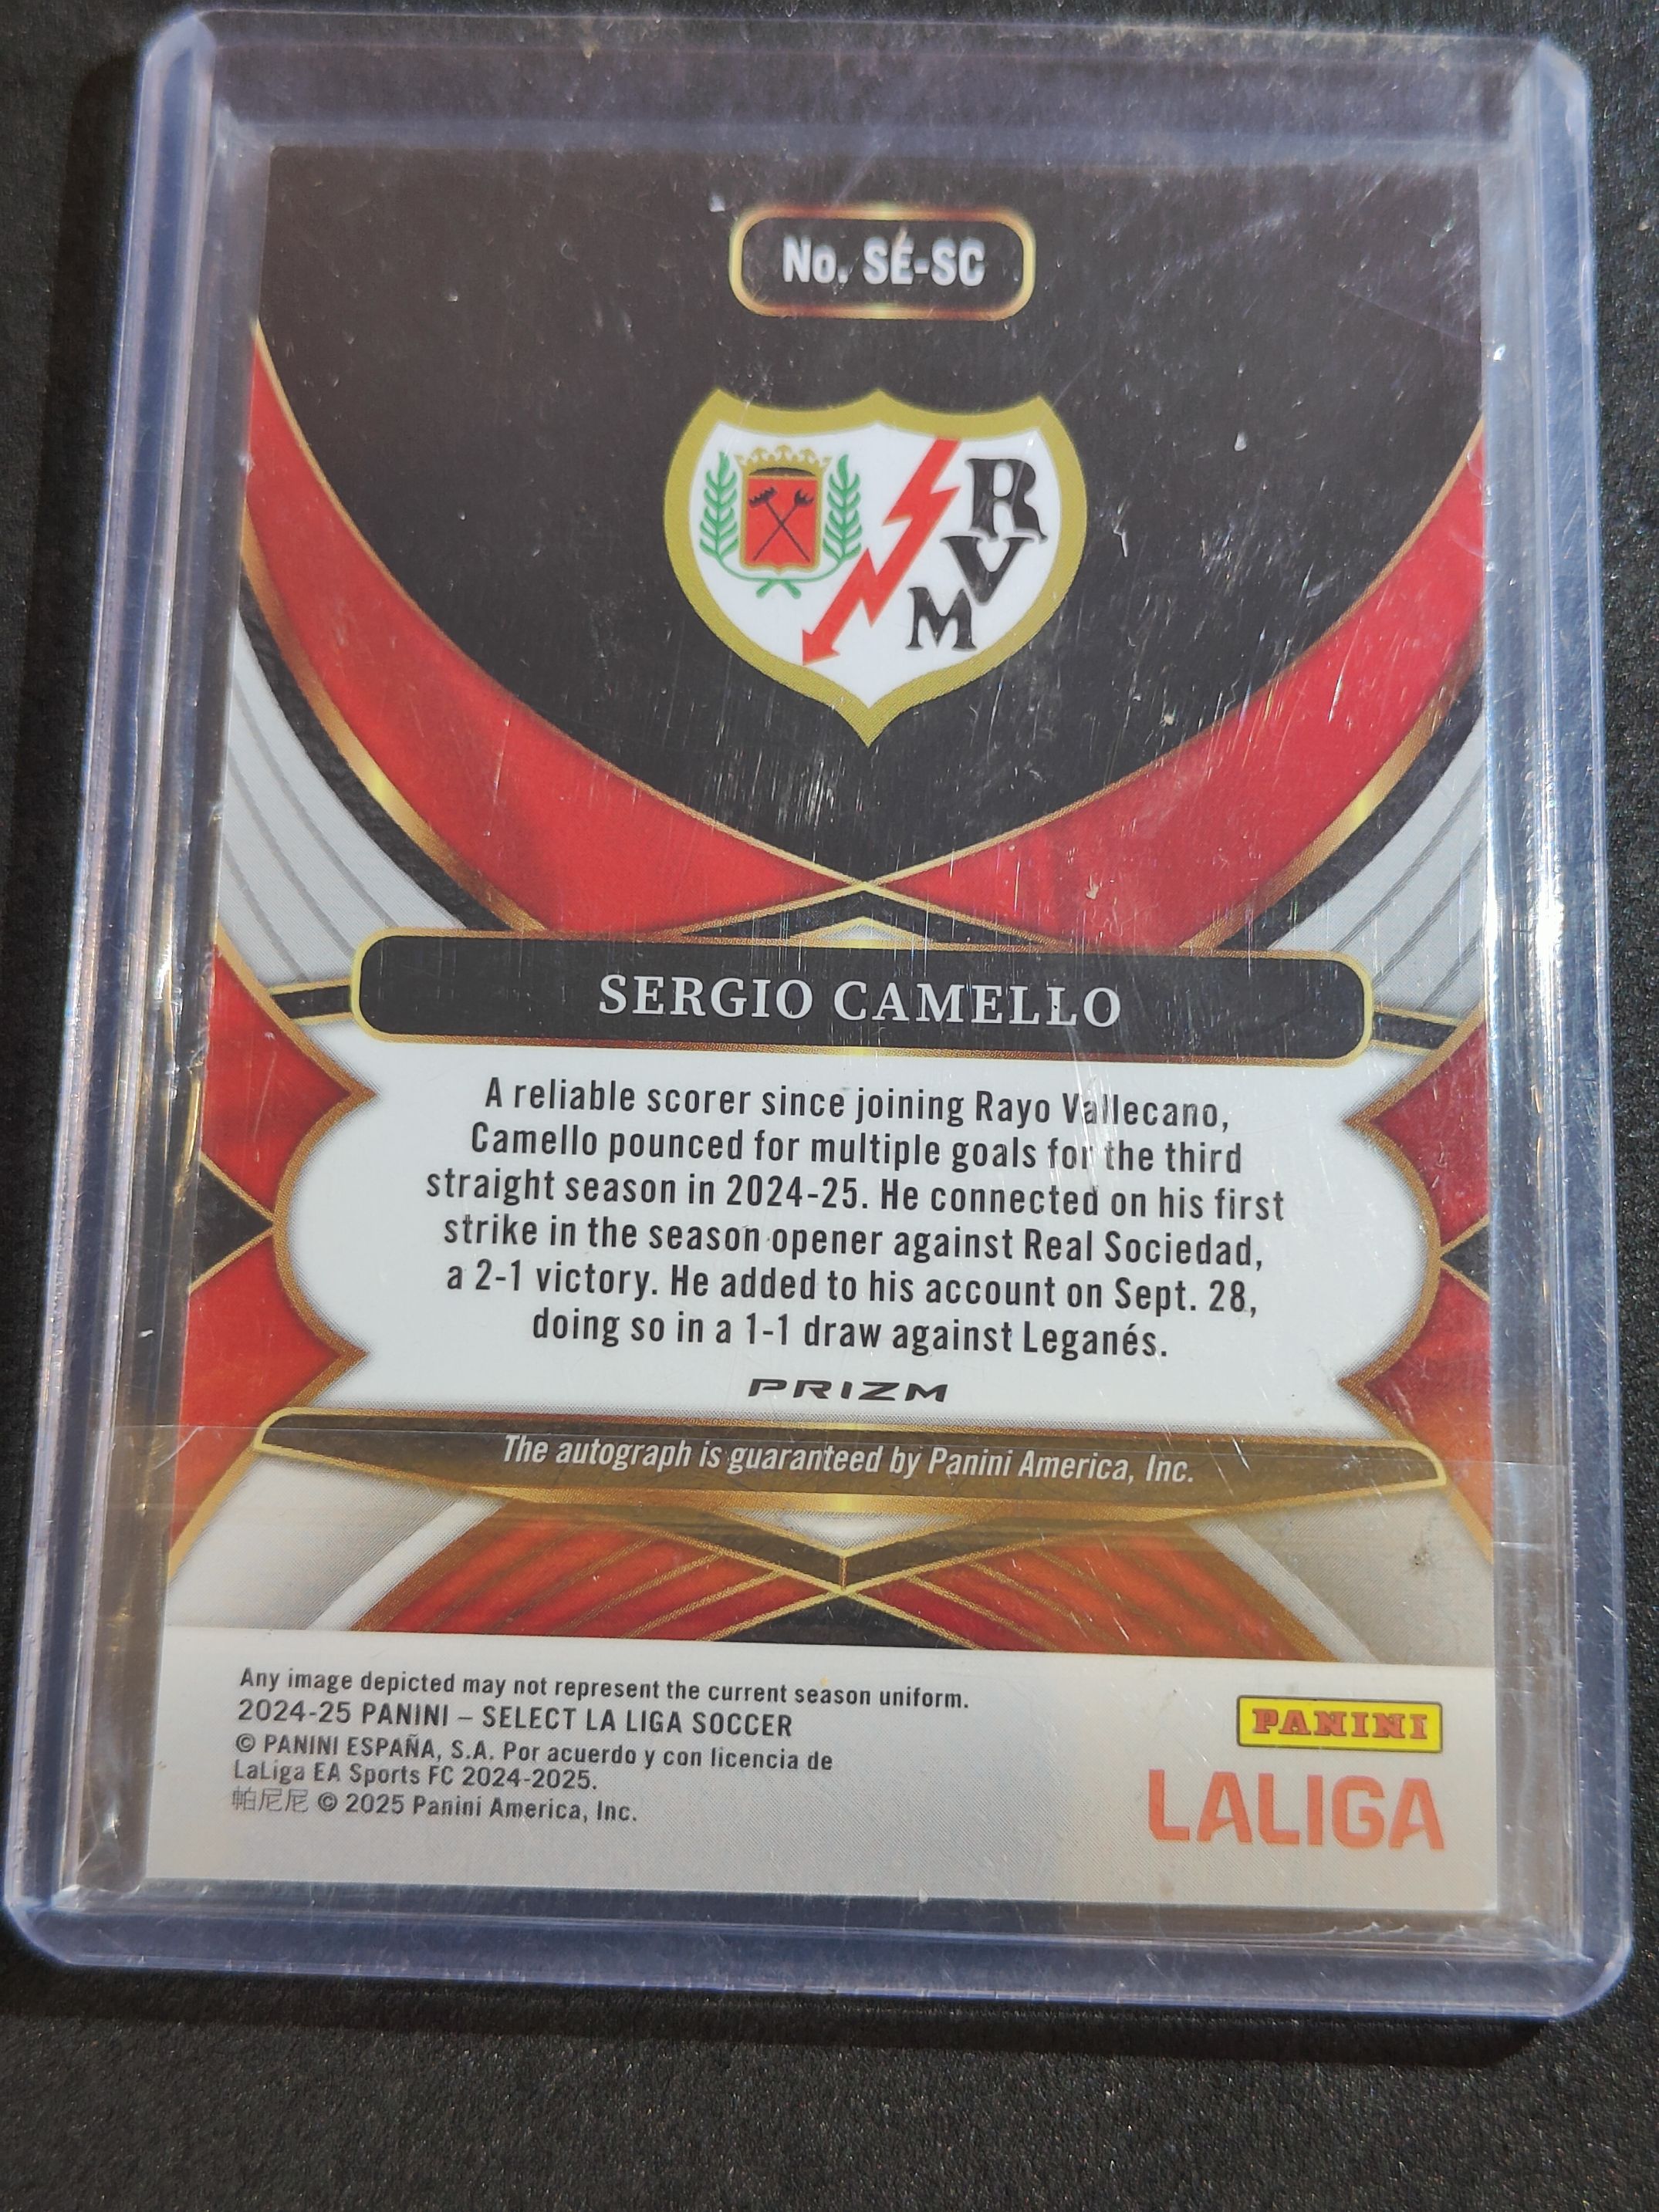 No. SE-SC
R
V
M
SERGIO CAMELLO
A reliable scorer since joining Rayo Vallecano,
Camello pounced for multiple goals for the third
straight season in 2024-25. He connected on his first
strike in the season opener against Real Sociedad,
a 2-1 victory. He added to his account on Sept. 28,
doing so in a 1-1 draw against Leganés.
PRIZM
The autograph is guaranteed by Panini America, Inc.
Any image depicted may not represent the current season uniform.
2024-25 PANINI – SELECT LA LIGA SOCCER
© PANINI ESPAÑA, S.A. Por acuerdo y con licencia de
LaLiga EA Sports FC 2024-2025.
帕尼尼 © 2025 Panini America, Inc.
PANINI
LALIGA